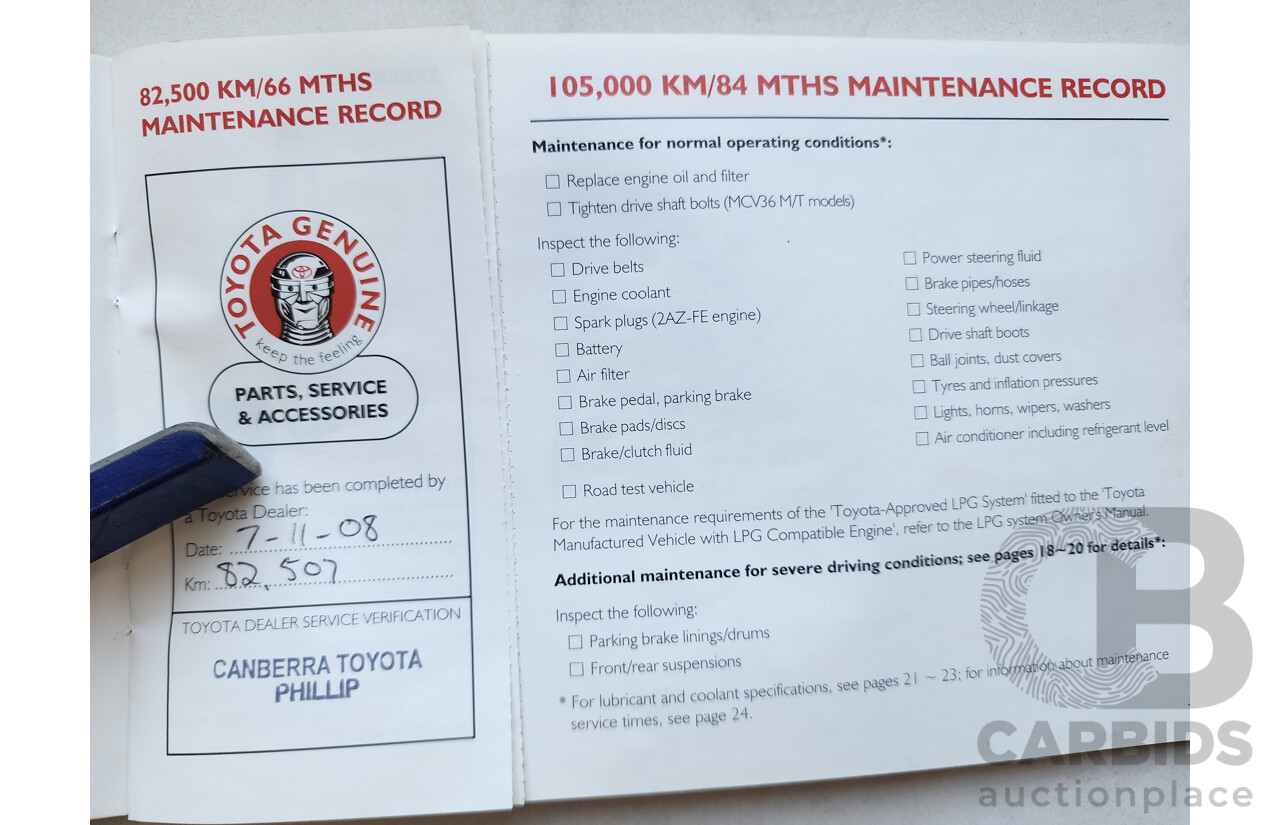 82,500 KM/66 MTHS
MAINTENANCE RECORD
TOYOTA GENUINE
keep the feeling
PARTS, SERVICE
& ACCESSORIES
service has been completed by
a Toyota Dealer:
Date: 7-11-08
Km: 82,507
TOYOTA DEALER SERVICE VERIFICATION
CANBERRA TOYOTA
PHILLIP
105,000 KM/84 MTHS MAINTENANCE RECORD
Maintenance for normal operating conditions*:
Replace engine oil and filter
Tighten drive shaft bolts (MCV36 M/T models)
Inspect the following:
Drive belts
Engine coolant
Spark plugs (2AZ-FE engine)
Battery
Air filter
Brake pedal, parking brake
Brake pads/discs
Brake/clutch fluid
Road test vehicle
Power steering fluid
Brake pipes/hoses
Steering wheel/linkage
Drive shaft boots
Ball joints, dust covers
Tyres and inflation pressures
Lights, horns, wipers, washers
Air conditioner including refrigerant level
For the maintenance requirements of the 'Toyota-Approved LPG System' fitted to the 'Toyota
Manufactured Vehicle with LPG Compatible Engine', refer to the LPG system Owner's Manual.
Additional maintenance for severe driving conditions; see pages 18~20 for details*:
Inspect the following:
Parking brake linings/drums
Front/rear suspensions
* For lubricant and coolant specifications, see pages 21 ~ 23; for information about maintenance
service times, see page 24.
CB
CARBIDS
auctionplace